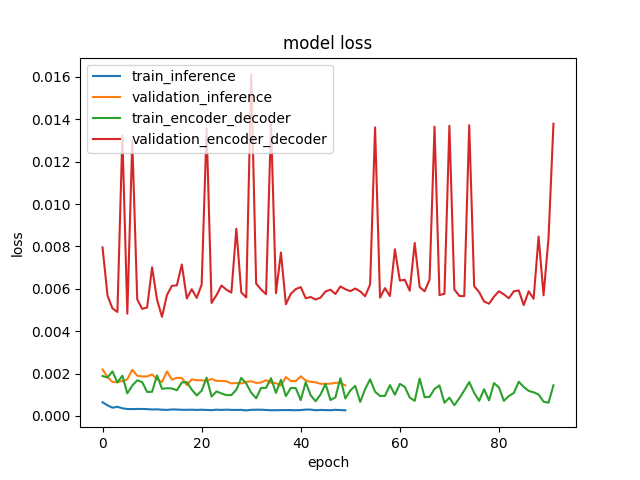 model loss
train_inference
validation_inference
train_encoder_decoder
validation_encoder_decoder
loss
0.016
0.014
0.012
0.010
0.008
0.006
0.004
0.002
0.000
0
20
40
60
80
epoch